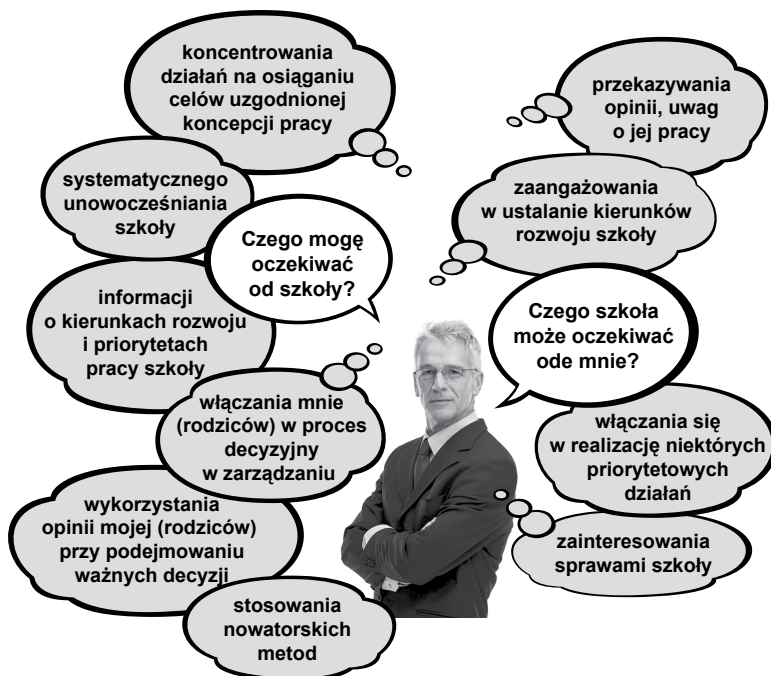 koncentrowania
działań na osiąganiu
celów uzgodnionej
koncepcji pracy
systematycznego
unowocześniania
szkoły
Czego mogę
oczekiwać
od szkoły?
informacji
o kierunkach rozwoju
i priorytetach
pracy szkoły
włączania mnie
(rodziców) w proces
decyzyjny
w zarządzaniu
wykorzystania
opinii mojej (rodziców)
przy podejmowaniu
ważnych decyzji
stosowania
nowatorskich
metod
przekazywania
opinii, uwag
o jej pracy
zaangażowania
w ustalanie kierunków
rozwoju szkoły
Czego szkoła
może oczekiwać
ode mnie?
włączania się
w realizację niektórych
priorytetowych
działań
zainteresowania
sprawami szkoły